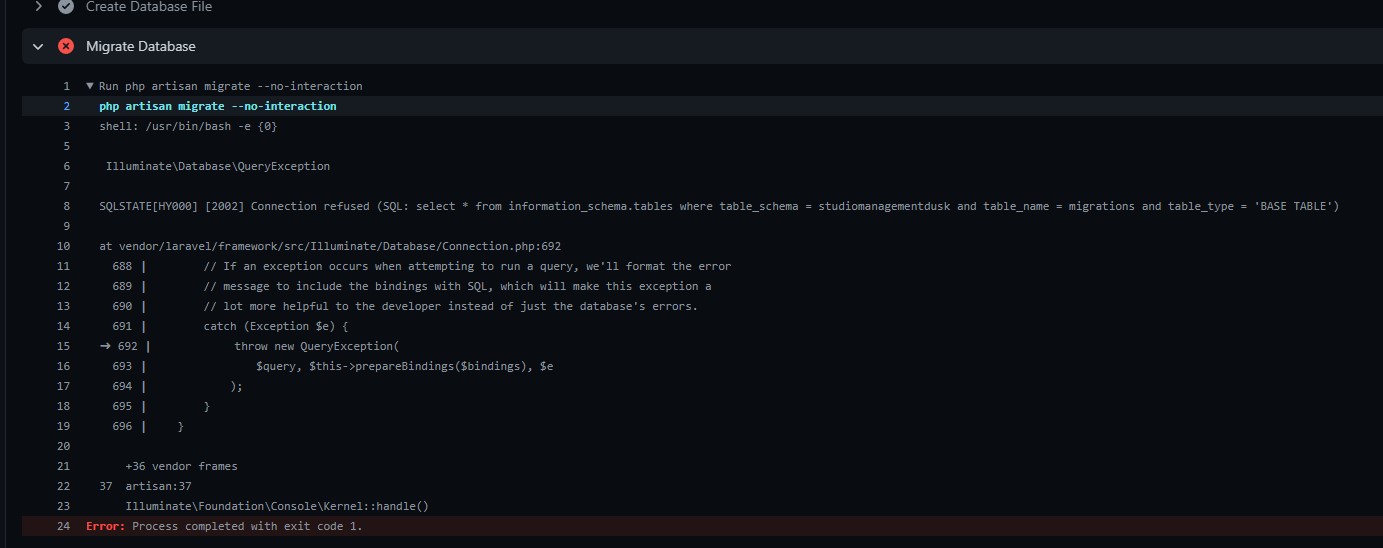 Create Database File
Migrate Database
1 ▼ Run php artisan migrate --no-interaction
2 php artisan migrate --no-interaction
3 shell: /usr/bin/bash -e {0}
5
6 Illuminate\Database\QueryException
7
8 SQLSTATE[HY000] [2002] Connection refused (SQL: select * from information_schema.tables where table_schema = studiomanagementdusk and table_name = migrations and table_type = 'BASE TABLE')
9
10 at vendor/laravel/framework/src/Illuminate/Database/Connection.php:692
11 688 | // If an exception occurs when attempting to run a query, we'll format the error
12 689 | // message to include the bindings with SQL, which will make this exception a
13 690 | // lot more helpful to the developer instead of just the database's errors.
14 691 | catch (Exception $e) {
15 ➜ 692 | throw new QueryException(
16 693 | $query, $this->prepareBindings($bindings), $e
17 694 | );
18 695 | }
19 696 | }
20
21 +36 vendor frames
22 37 artisan:37
23 Illuminate\Foundation\Console\Kernel::handle()
24 Error: Process completed with exit code 1.